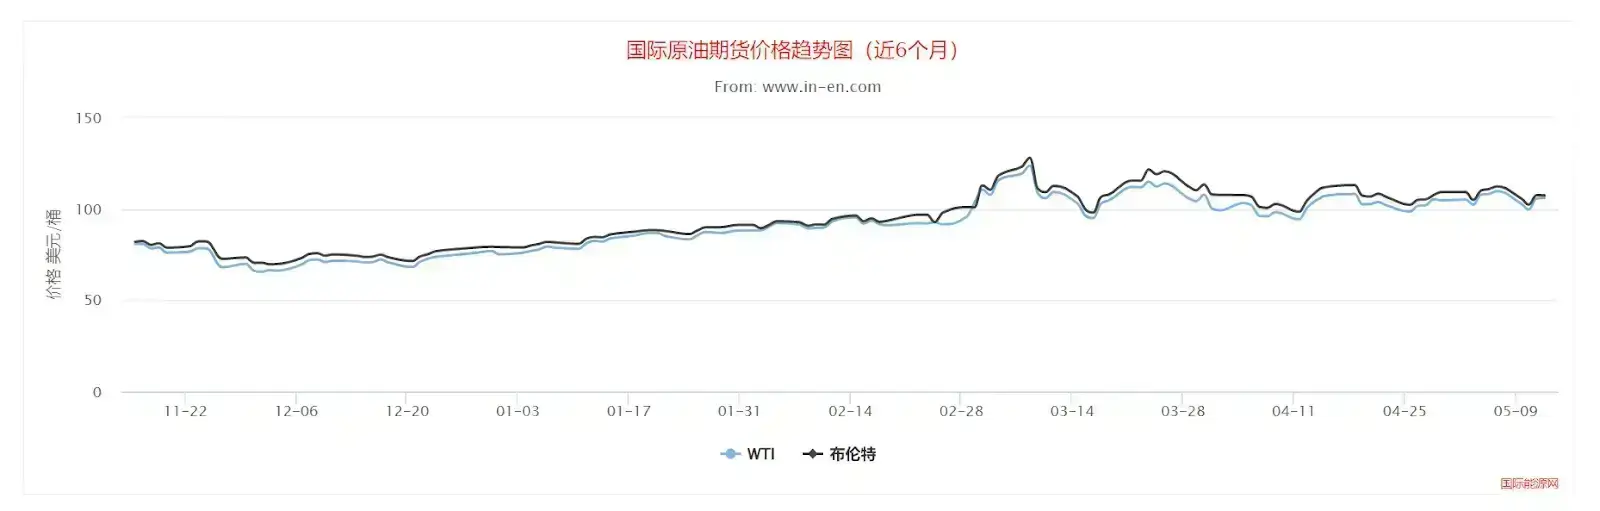 国际原油期货价格趋势图（近6个月）
From: www.in-en.com
价格 美元/桶
150
100
50
0
11-22 12-06 12-20 01-03 01-17 01-31 02-14 02-28 03-14 03-28 04-11 04-25 05-09
WTI 布伦特
国际能源网